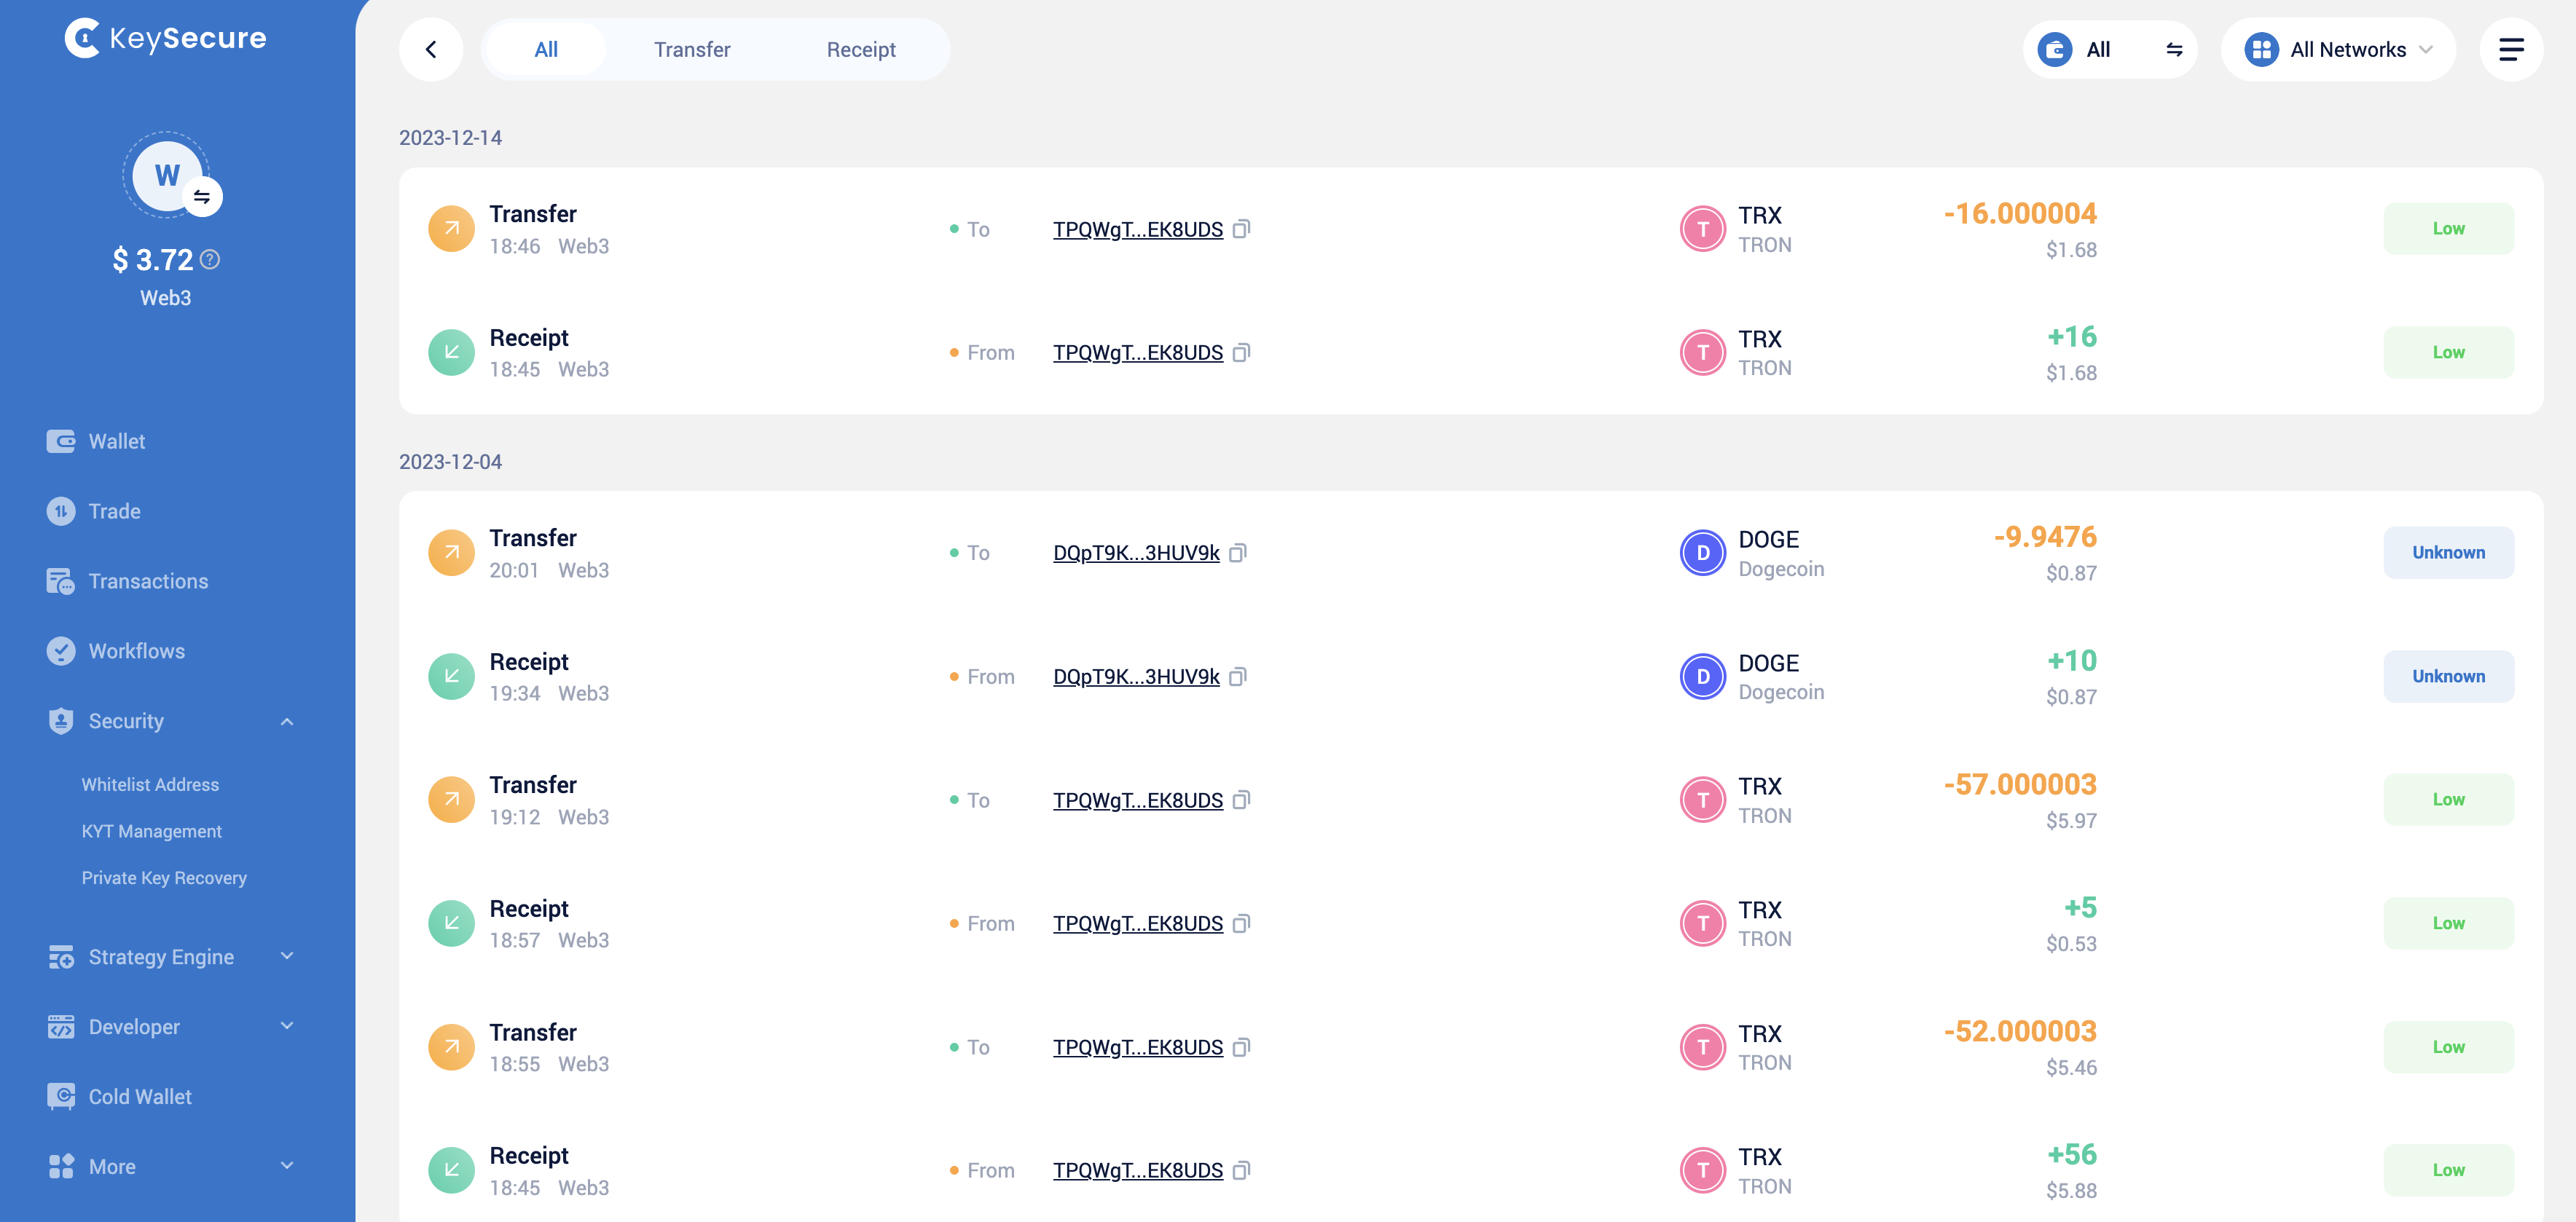 KeySecure
W
$ 3.72
Web3
Wallet
Trade
Transactions
Workflows
Security
Whitelist Address
KYT Management
Private Key Recovery
Strategy Engine
Developer
Cold Wallet
More
All Transfer Receipt
All
All Networks
2023-12-14
Transfer
18:46 Web3
To TPQWgT...EK8UDS
T
TRX
TRON
-16.000004
$1.68
Low
Receipt
18:45 Web3
From TPQWgT...EK8UDS
T
TRX
TRON
+16
$1.68
Low
2023-12-04
Transfer
20:01 Web3
To DQpT9K...3HUV9k
D
DOGE
Dogecoin
-9.9476
$0.87
Unknown
Receipt
19:34 Web3
From DQpT9K...3HUV9k
D
DOGE
Dogecoin
+10
$0.87
Unknown
Transfer
19:12 Web3
To TPQWgT...EK8UDS
T
TRX
TRON
-57.000003
$5.97
Low
Receipt
18:57 Web3
From TPQWgT...EK8UDS
T
TRX
TRON
+5
$0.53
Low
Transfer
18:55 Web3
To TPQWgT...EK8UDS
T
TRX
TRON
-52.000003
$5.46
Low
Receipt
18:45 Web3
From TPQWgT...EK8UDS
T
TRX
TRON
+56
$5.88
Low